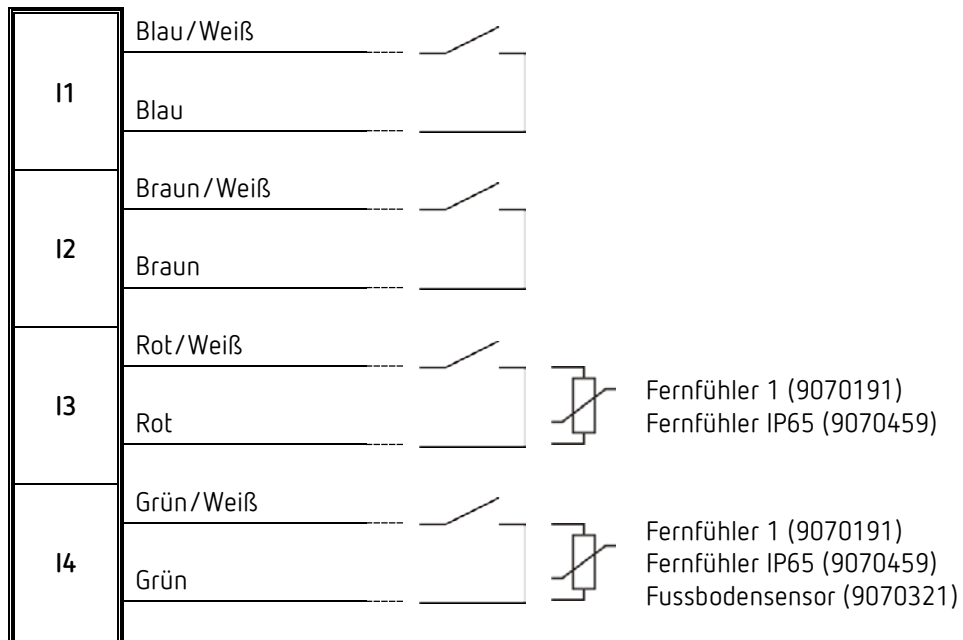 I1
Blau/Weiß
Blau
I2
Braun/Weiß
Braun
I3
Rot/Weiß
Rot
Fernfühler 1 (9070191)
Fernfühler IP65 (9070459)
I4
Grün/Weiß
Grün
Fernfühler 1 (9070191)
Fernfühler IP65 (9070459)
Fussbodensensor (9070321)